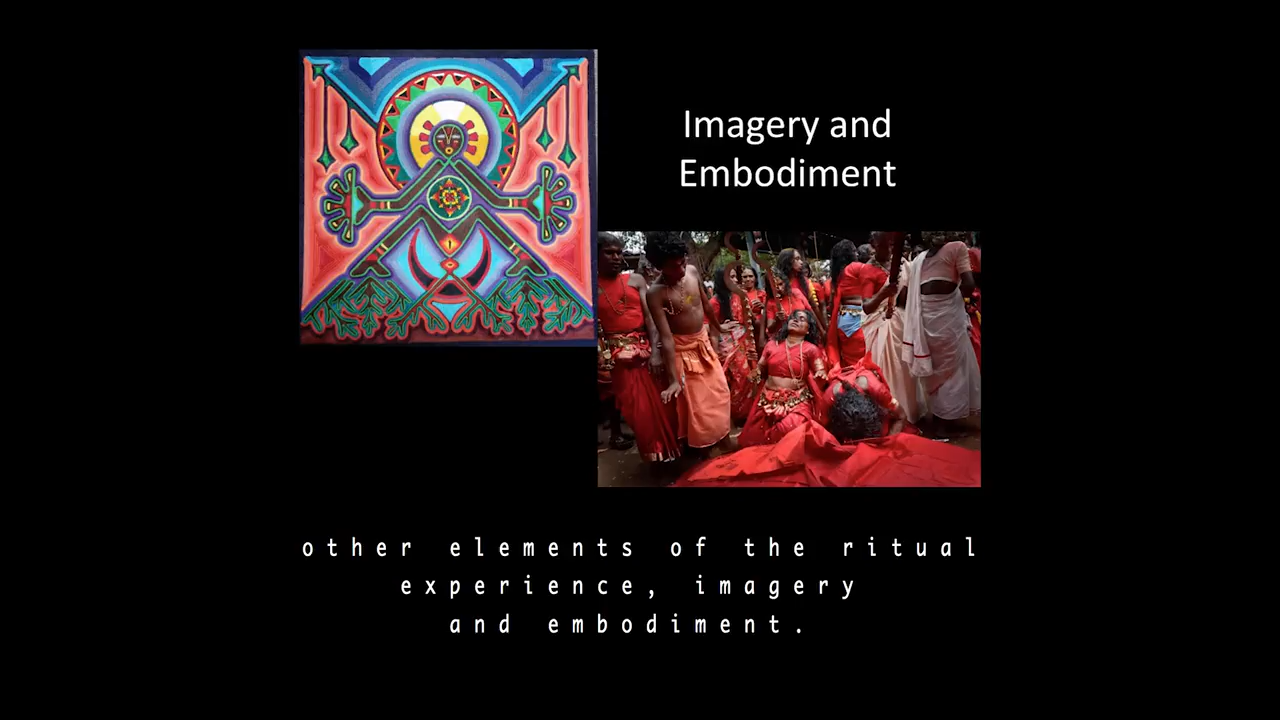 Imagery and
Embodiment
other elements of the ritual
experience, imagery
and embodiment.